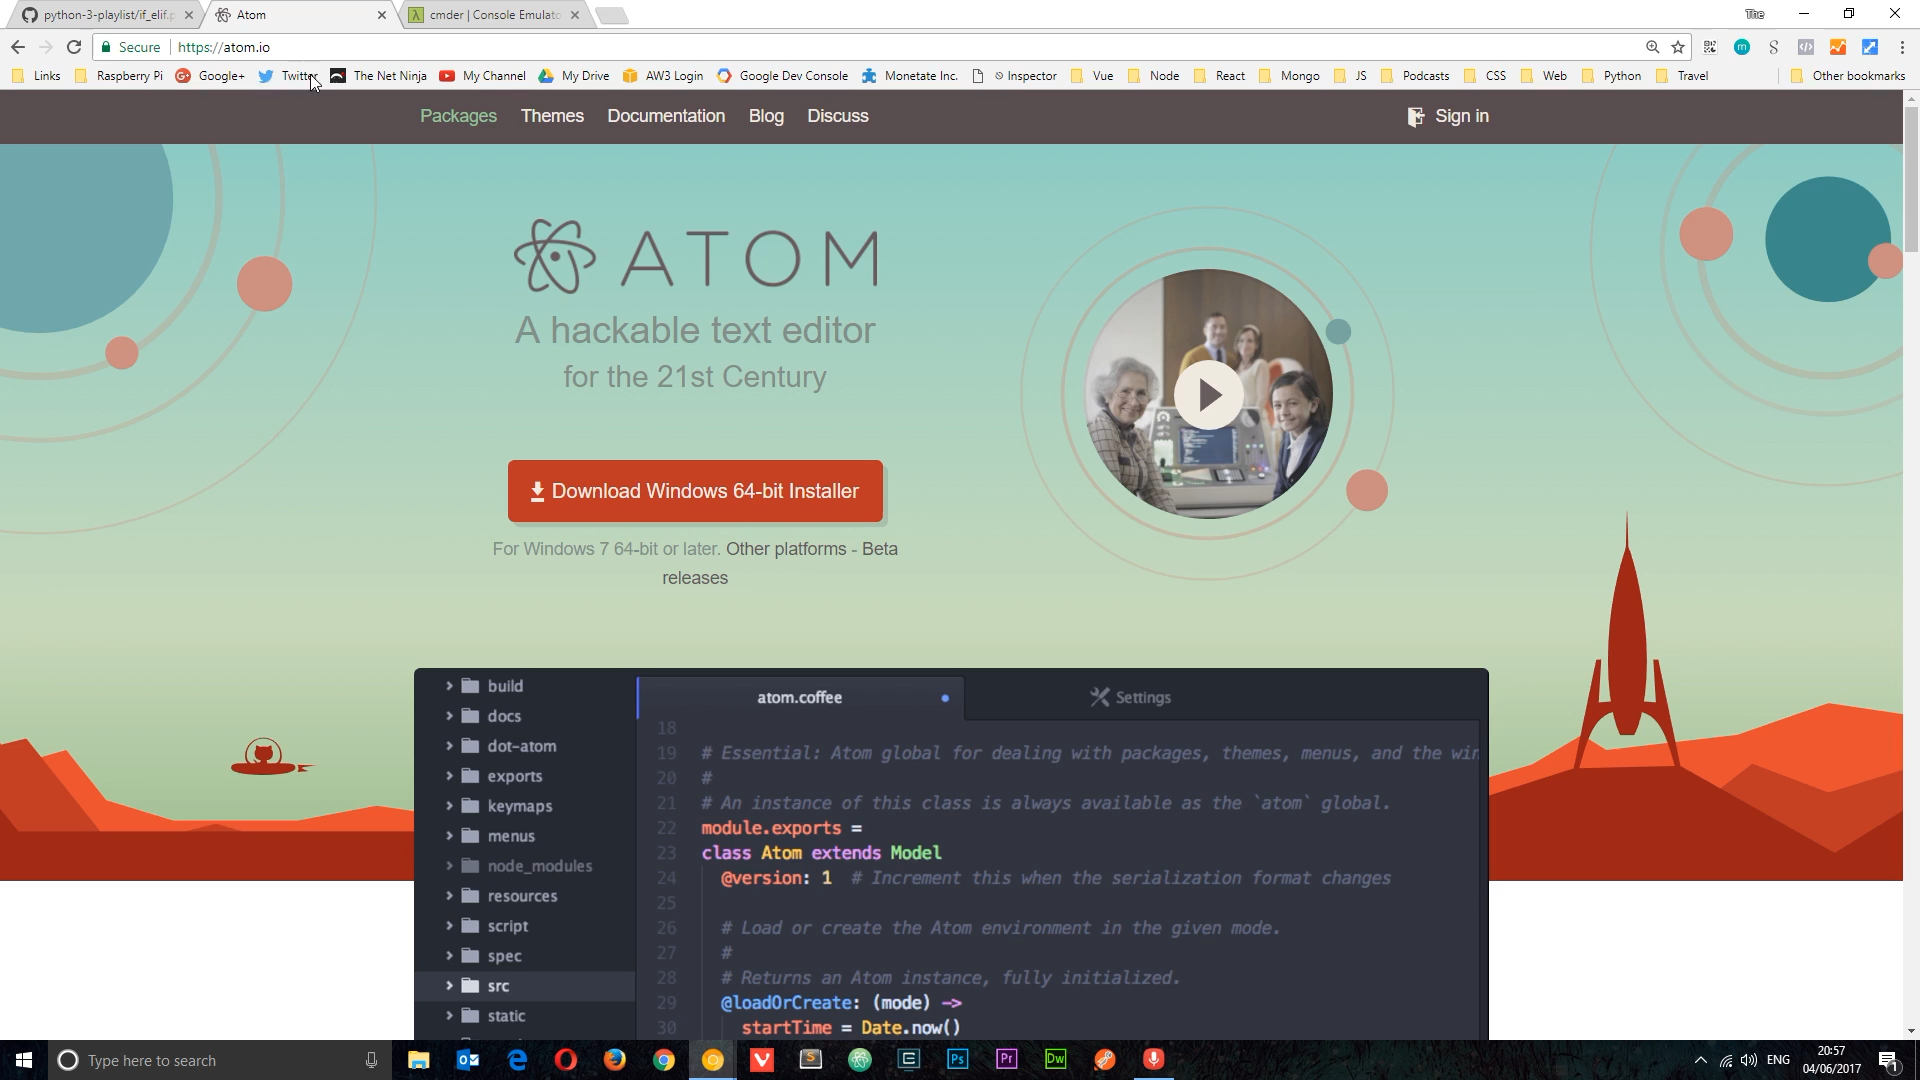 python-3-playlist/if_elif.p
Atom
cmder | Console Emulato
The
Secure
https://atom.io
Links
Raspberry Pi
Google+
Twitter
The Net Ninja
My Channel
My Drive
AW3 Login
Google Dev Console
Monetate Inc.
Inspector
Vue
Node
React
Mongo
JS
Podcasts
CSS
Web
Python
Travel
Other bookmarks
Packages
Themes
Documentation
Blog
Discuss
Sign in
ATOM
A hackable text editor
for the 21st Century
Download Windows 64-bit Installer
For Windows 7 64-bit or later. Other platforms - Beta
releases
build
docs
dot-atom
exports
keymaps
menus
node_modules
resources
script
spec
src
static
atom.coffee
Settings
18
19 # Essential: Atom global for dealing with packages, themes, menus, and the win
20 #
21 # An instance of this class is always available as the `atom` global.
22 module.exports =
23 class Atom extends Model
24 @version: 1 # Increment this when the serialization format changes
25
26 # Load or create the Atom environment in the given mode.
27 #
28 # Returns an Atom instance, fully initialized.
29 @loadOrCreate: (mode) ->
30 startTime = Date.now()
Type here to search
Ps
Pr
Dw
ENG
20:57
04/06/2017
1